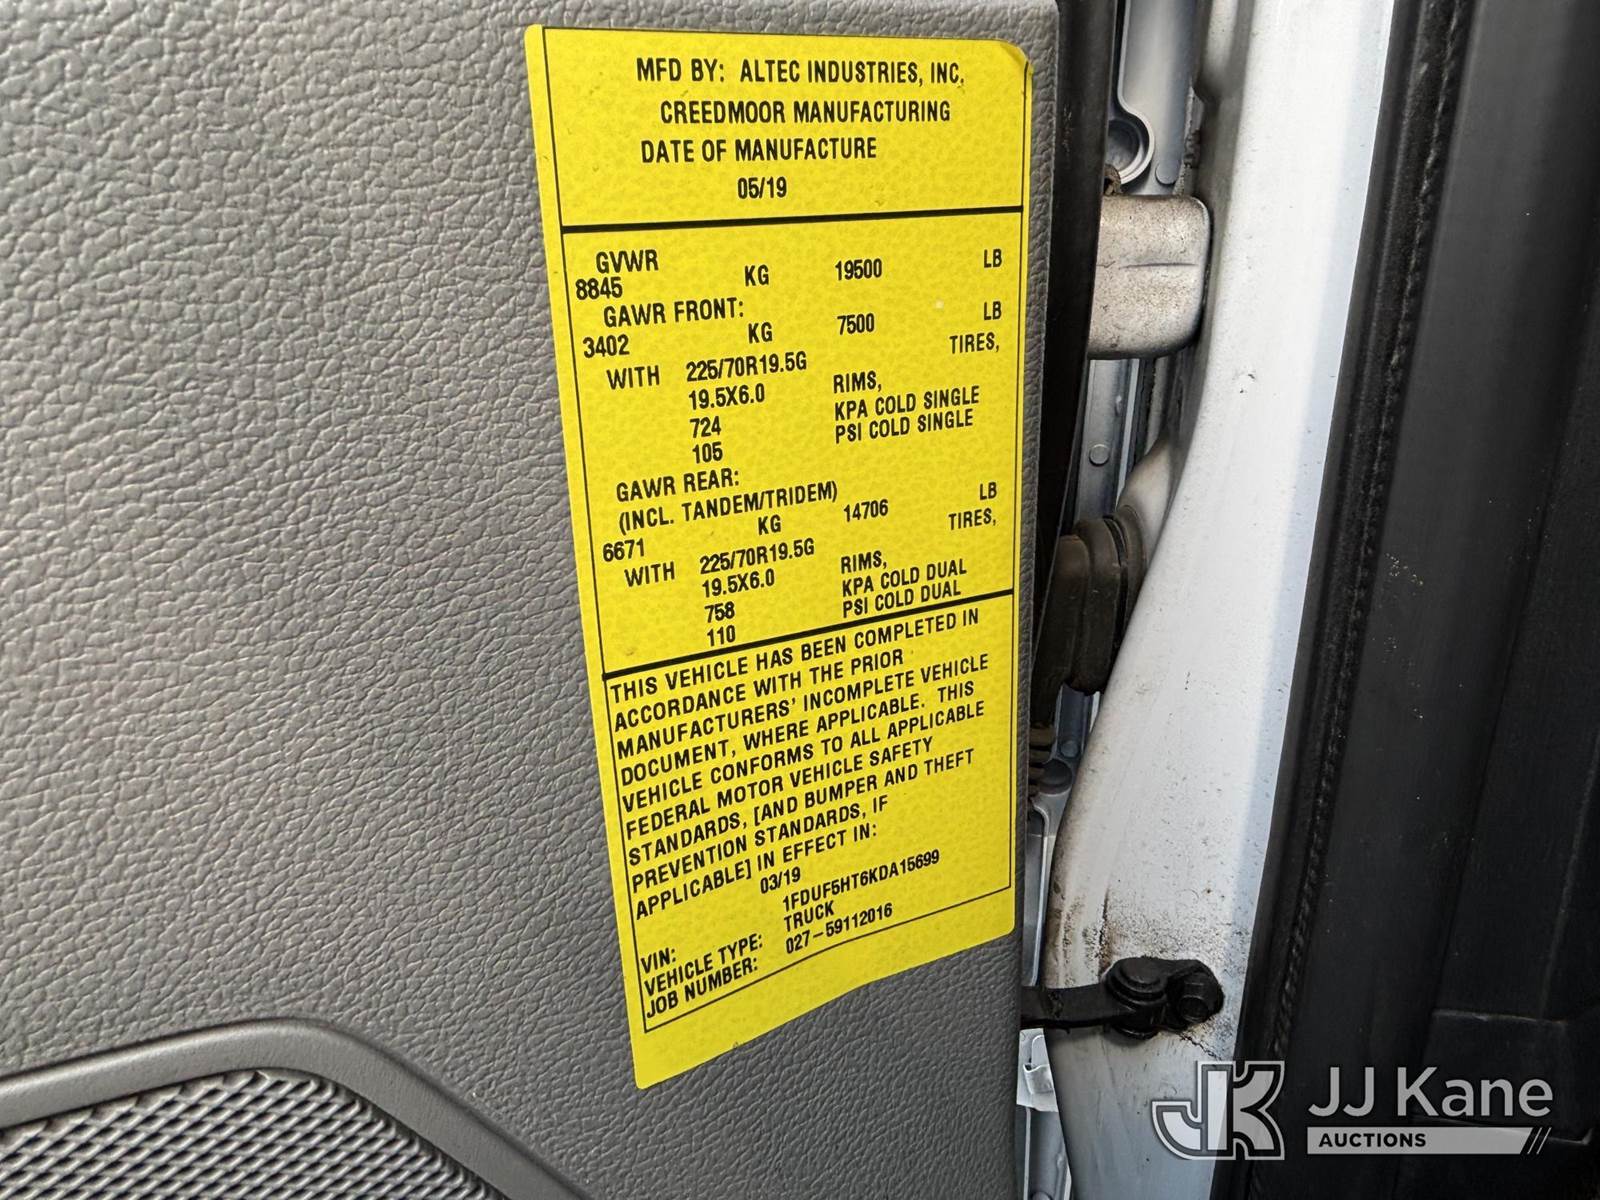 MFD BY: ALTEC INDUSTRIES, INC.
CREEDMOOR MANUFACTURING
DATE OF MANUFACTURE
05/19
GVWR
8845 KG 19500 LB
GAWR FRONT:
3402 KG 7500 LB
WITH 225/70R19.5G TIRES,
19.5X6.0 RIMS,
724 KPA COLD SINGLE
105 PSI COLD SINGLE
GAWR REAR:
(INCL. TANDEM/TRIDEM)
6671 KG 14706 LB
WITH 225/70R19.5G TIRES,
19.5X6.0 RIMS,
758 KPA COLD DUAL
110 PSI COLD DUAL
THIS VEHICLE HAS BEEN COMPLETED IN
ACCORDANCE WITH THE PRIOR
MANUFACTURERS' INCOMPLETE VEHICLE
DOCUMENT, WHERE APPLICABLE. THIS
VEHICLE CONFORMS TO ALL APPLICABLE
FEDERAL MOTOR VEHICLE SAFETY
STANDARDS, [AND BUMPER AND THEFT
PREVENTION STANDARDS, IF
APPLICABLE] IN EFFECT IN:
03/19
VIN: 1FDUF5HT6KDA15699
VEHICLE TYPE: TRUCK
JOB NUMBER: 027-59112016
JK JJ Kane
AUCTIONS